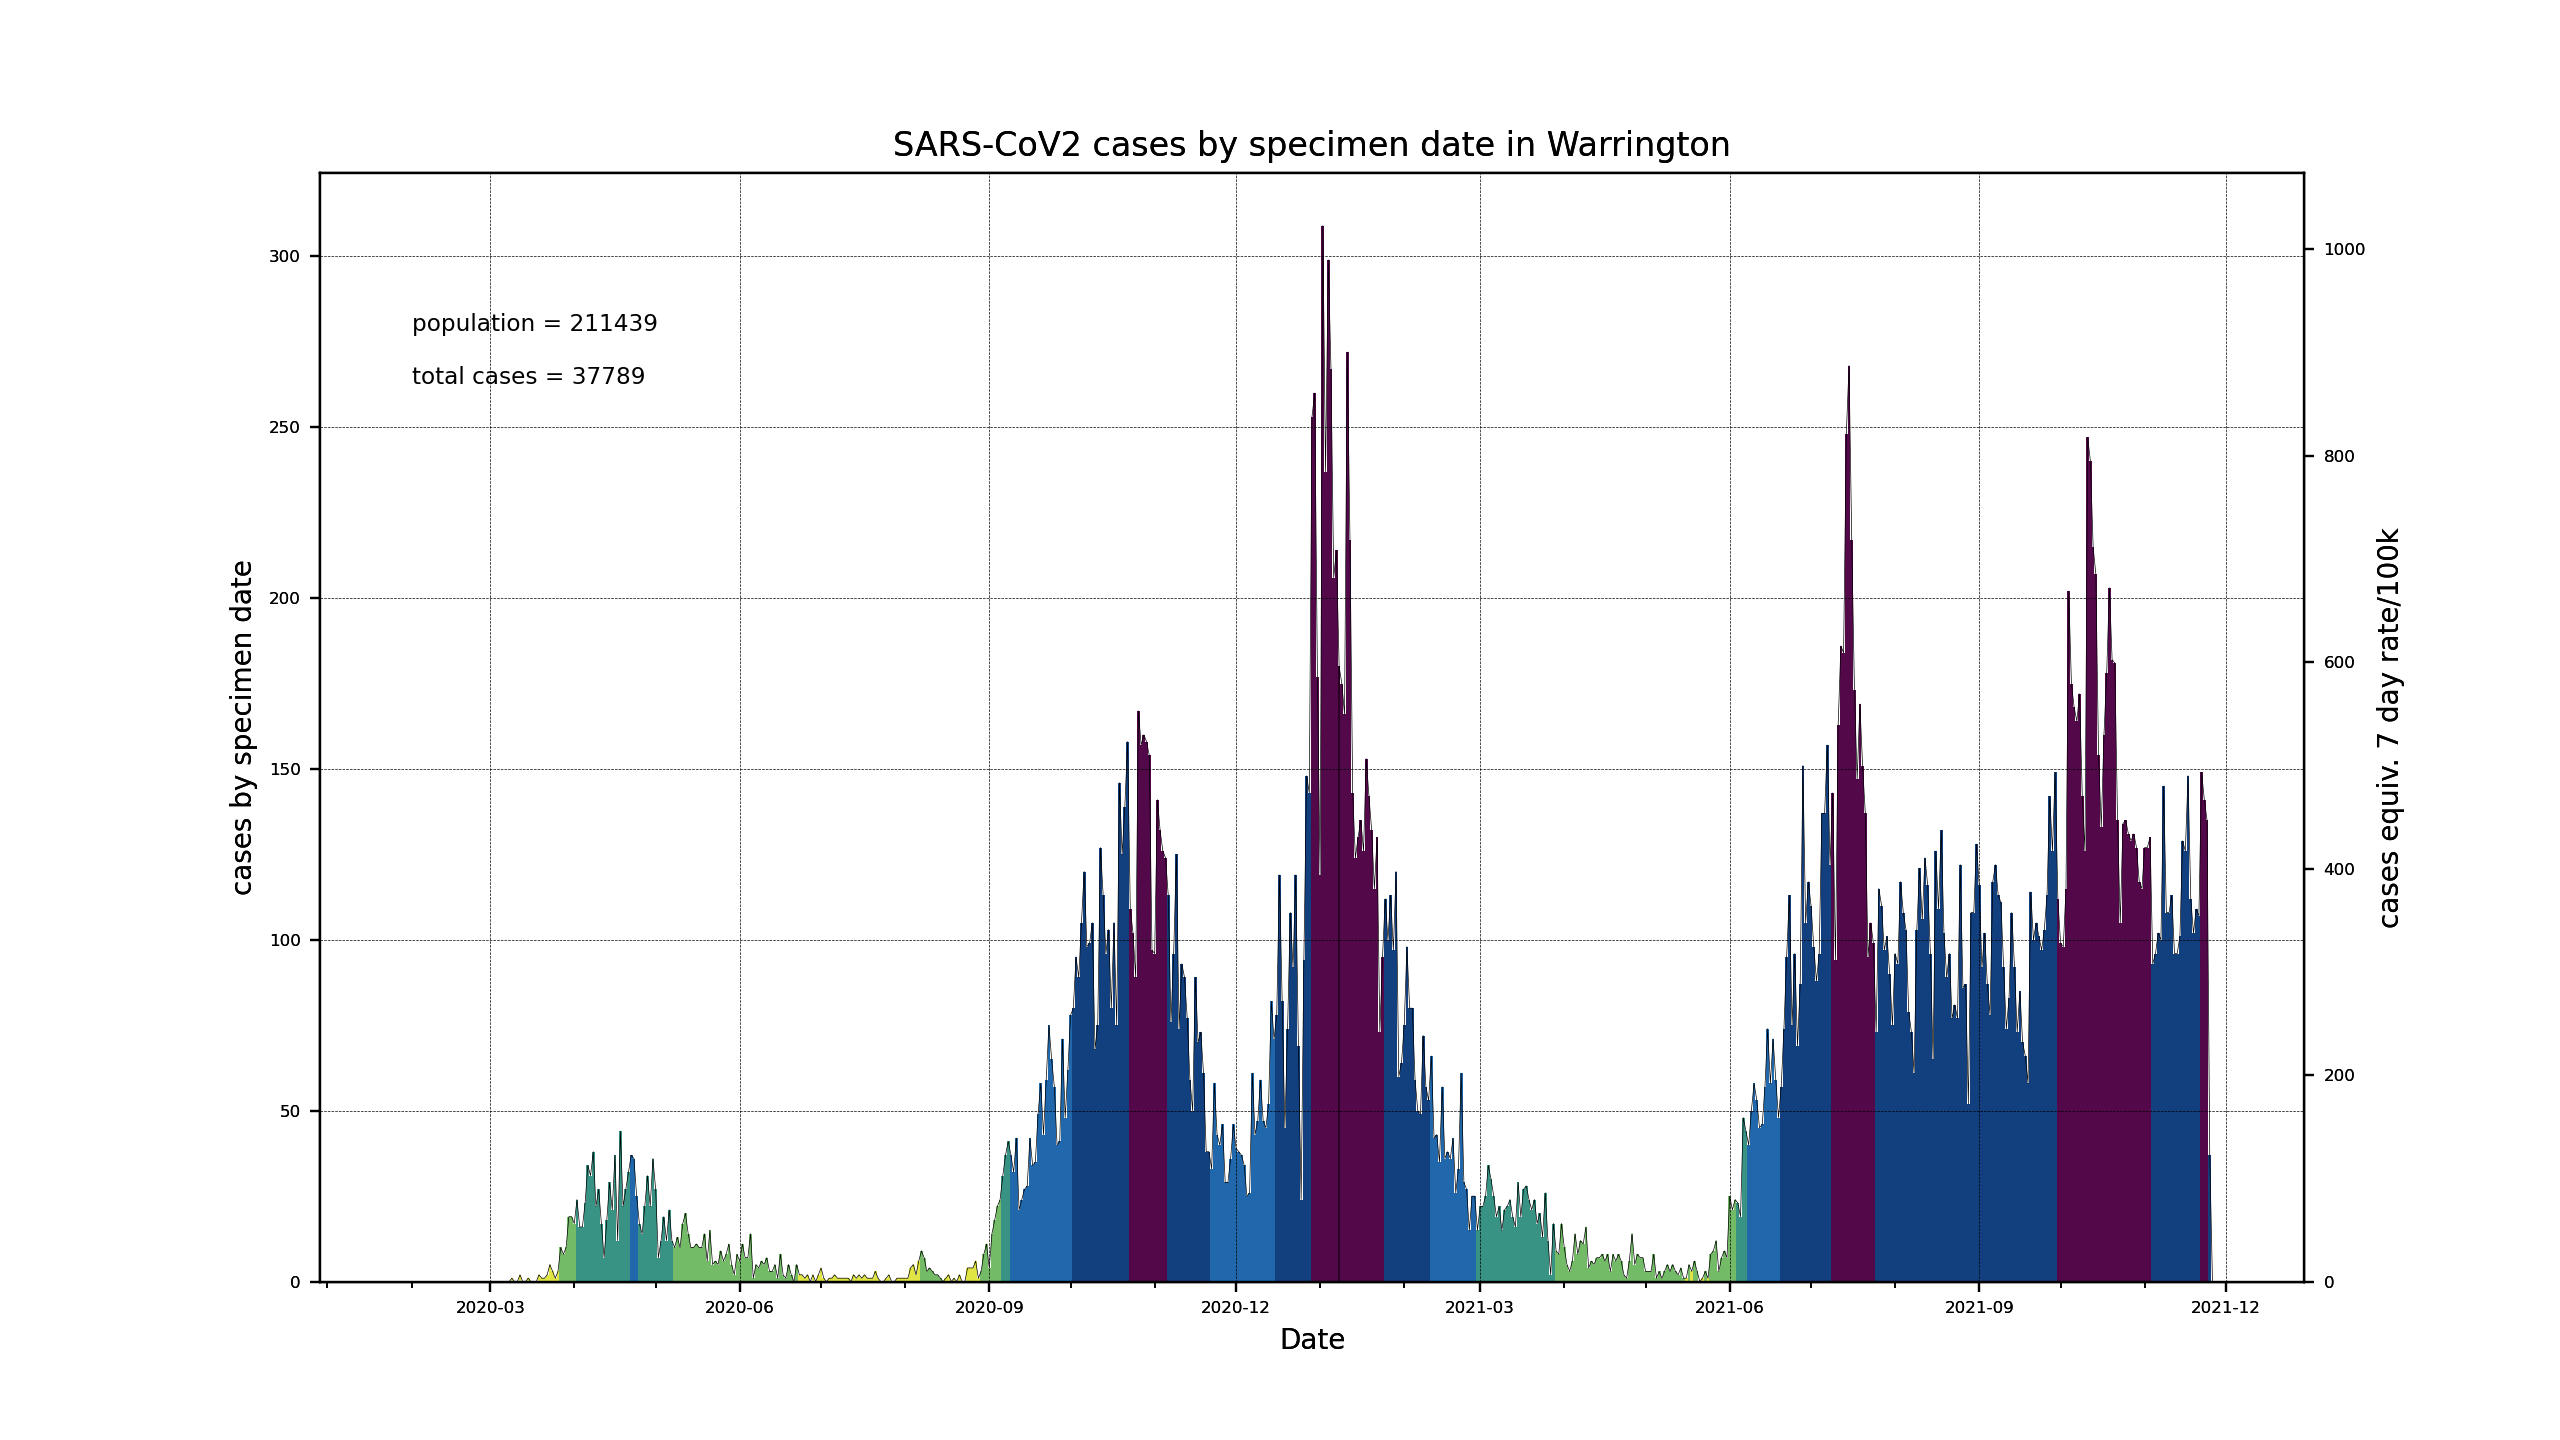 SARS-CoV2 cases by specimen date in Warrington
population = 211439
total cases = 37789
cases by specimen date
300
250
200
150
100
50
0
1000
800
600
400
200
0
cases equiv. 7 day rate/100k
2020-03 2020-06 2020-09 2020-12 2021-03 2021-06 2021-09 2021-12
Date